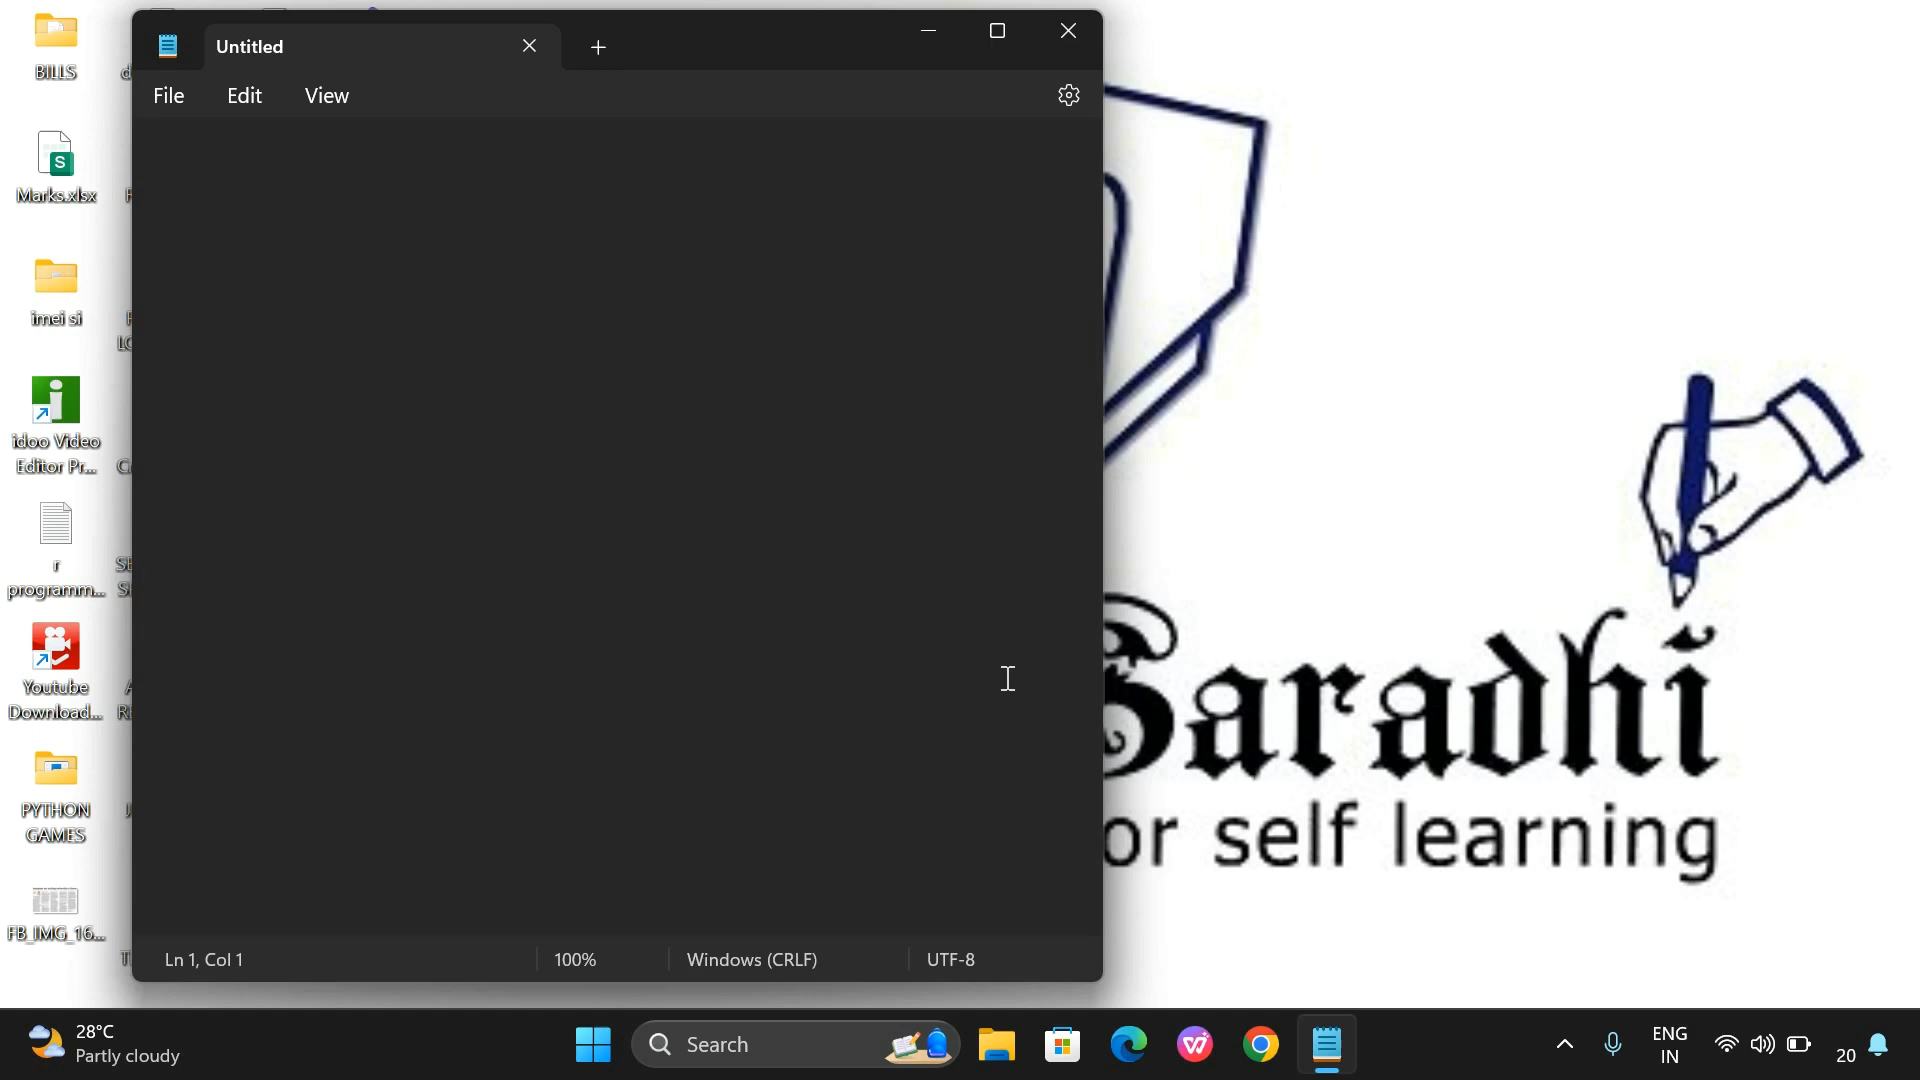 BILLS
Marks.xlsx
imei si
idoo Video
Editor Pr...
r
programm...
Youtube
Download...
PYTHON
GAMES
FB_IMG_16...
Untitled
File Edit View
Ln 1, Col 1 100% Windows (CRLF) UTF-8
Saradhi
or self learning
28°C
Partly cloudy
Search
ENG
IN
20